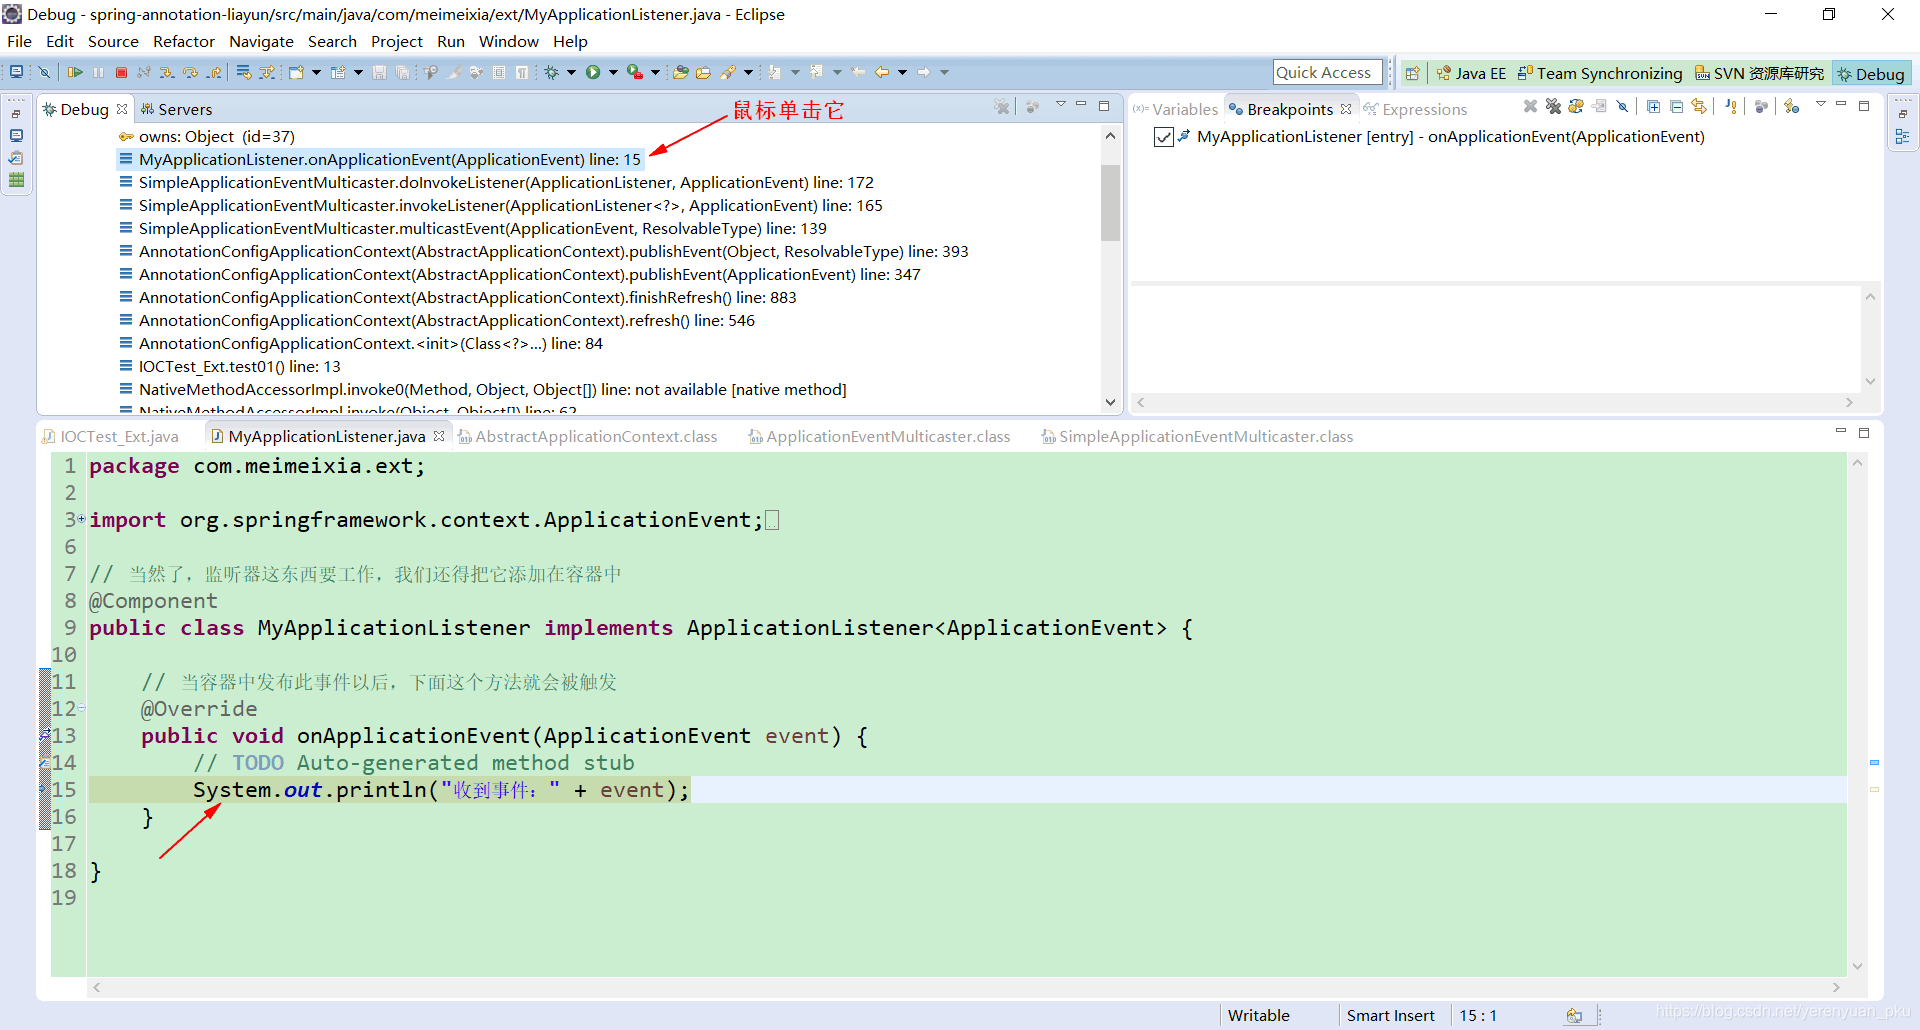 Debug - spring-annotation-liayun/src/main/java/com/meimeixia/ext/MyApplicationListener.java - Eclipse
File Edit Source Refactor Navigate Search Project Run Window Help
Quick Access Java EE Team Synchronizing SVN 资源库研究 Debug
Debug Servers
鼠标单击它
owns: Object (id=37)
MyApplicationListener.onApplicationEvent(ApplicationEvent) line: 15
SimpleApplicationEventMulticaster.doInvokeListener(ApplicationListener, ApplicationEvent) line: 172
SimpleApplicationEventMulticaster.invokeListener(ApplicationListener<?>, ApplicationEvent) line: 165
SimpleApplicationEventMulticaster.multicastEvent(ApplicationEvent, ResolvableType) line: 139
AnnotationConfigApplicationContext(AbstractApplicationContext).publishEvent(Object, ResolvableType) line: 393
AnnotationConfigApplicationContext(AbstractApplicationContext).publishEvent(ApplicationEvent) line: 347
AnnotationConfigApplicationContext(AbstractApplicationContext).finishRefresh() line: 883
AnnotationConfigApplicationContext(AbstractApplicationContext).refresh() line: 546
AnnotationConfigApplicationContext.<init>(Class<?>...) line: 84
IOCTest_Ext.test01() line: 13
NativeMethodAccessorImpl.invoke0(Method, Object, Object[]) line: not available [native method]
NativeMethodAccessorImpl.invoke(Object, Object[]) line: 62
(x)= Variables Breakpoints Expressions
MyApplicationListener [entry] - onApplicationEvent(ApplicationEvent)
IOCTest_Ext.java MyApplicationListener.java AbstractApplicationContext.class ApplicationEventMulticaster.class SimpleApplicationEventMulticaster.class
1 package com.meimeixia.ext;
2
3 import org.springframework.context.ApplicationEvent;
6
7 // 当然了，监听器这东西要工作，我们还得把它添加在容器中
8 @Component
9 public class MyApplicationListener implements ApplicationListener<ApplicationEvent> {
10
11 // 当容器中发布此事件以后，下面这个方法就会被触发
12 @Override
13 public void onApplicationEvent(ApplicationEvent event) {
14 // TODO Auto-generated method stub
15 System.out.println("收到事件：" + event);
16 }
17
18 }
19
Writable Smart Insert 15 : 1
https://blog.csdn.net/yerenyuan_pku